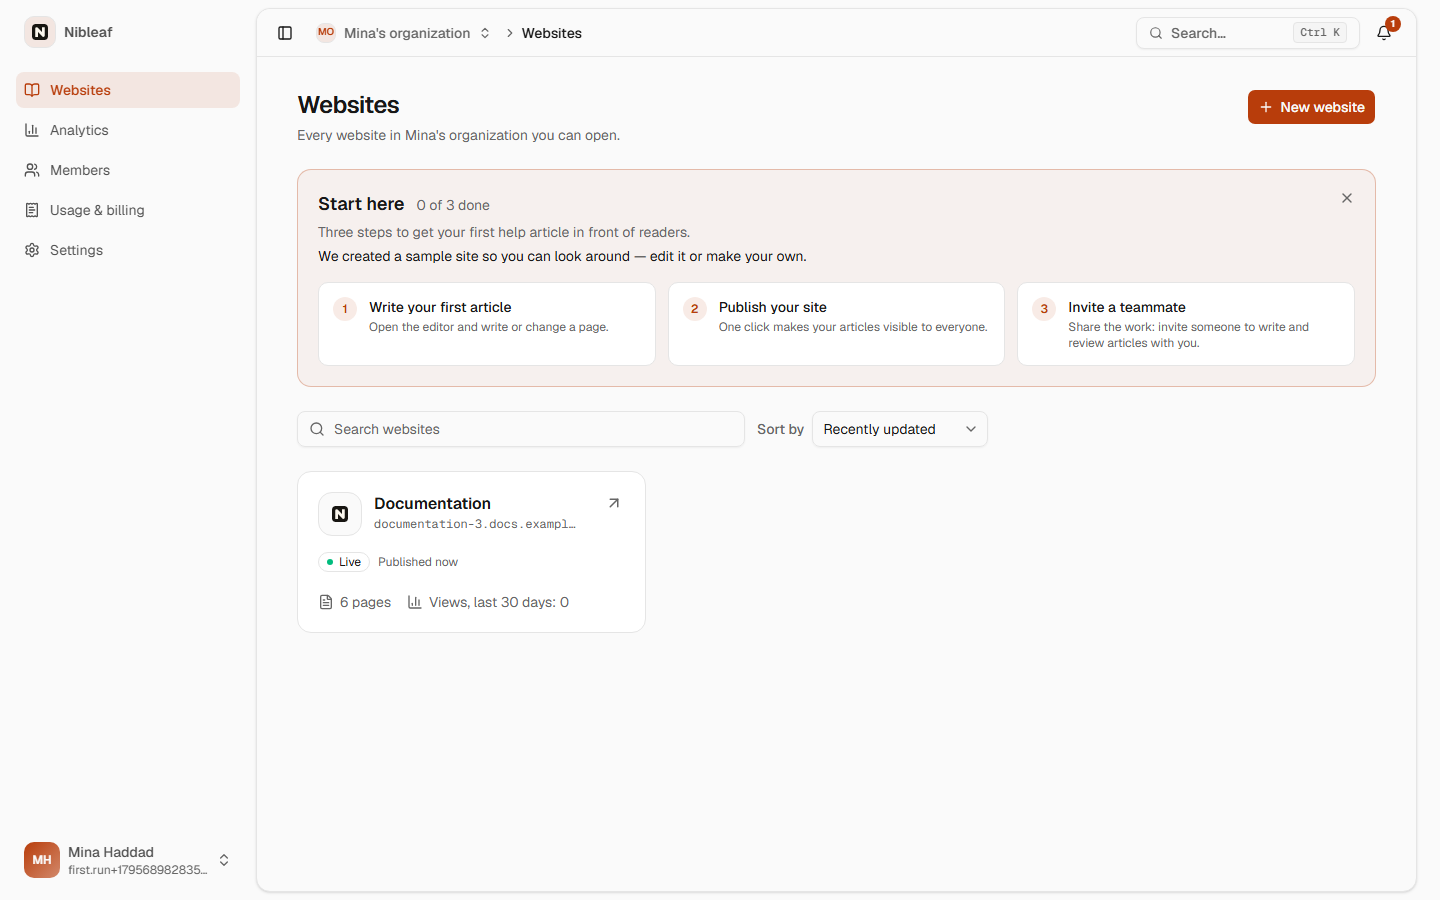 Nibleaf
Websites
Analytics
Members
Usage & billing
Settings
MH
Mina Haddad
first.run+179568982835…
MO
Mina's organization
Websites
Search...
Ctrl K
1
Websites
Every website in Mina's organization you can open.
New website
Start here
0 of 3 done
Three steps to get your first help article in front of readers.
We created a sample site so you can look around — edit it or make your own.
1
Write your first article
Open the editor and write or change a page.
2
Publish your site
One click makes your articles visible to everyone.
3
Invite a teammate
Share the work: invite someone to write and
review articles with you.
Search websites
Sort by
Recently updated
N
Documentation
documentation-3.docs.exampl…
Live
Published now
6 pages
Views, last 30 days: 0